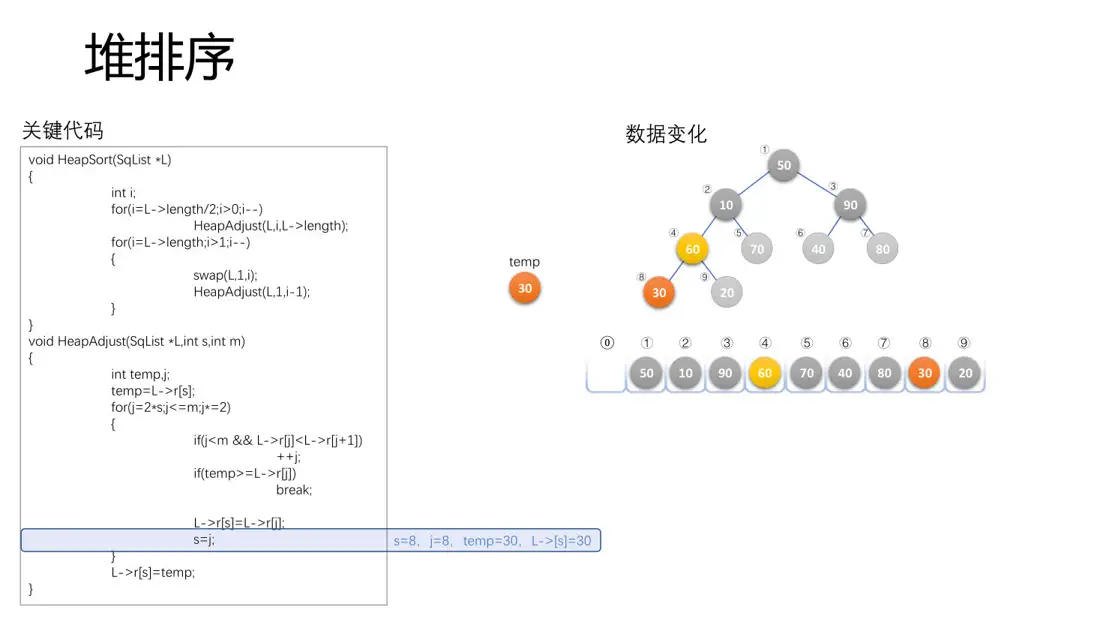 堆排序
关键代码
void HeapSort(SqList *L)
{
int i;
for(i=L->length/2;i>0;i--)
HeapAdjust(L,i,L->length);
for(i=L->length;i>1;i--)
{
swap(L,1,i);
HeapAdjust(L,1,i-1);
}
}
void HeapAdjust(SqList *L,int s,int m)
{
int temp,j;
temp=L->r[s];
for(j=2*s;j<=m;j*=2)
{
if(j<m && L->r[j]<L->r[j+1])
++j;
if(temp>=L->r[j])
break;
L->r[s]=L->r[j];
s=j;
s=8，j=8，temp=30，L->[s]=30
}
L->r[s]=temp;
}
temp
30
数据变化
① 50
② 10 ③ 90
④ 60 ⑤ 70 ⑥ 40 ⑦ 80
⑧ 30 ⑨ 20
⓪ ① ② ③ ④ ⑤ ⑥ ⑦ ⑧ ⑨
50 10 90 60 70 40 80 30 20